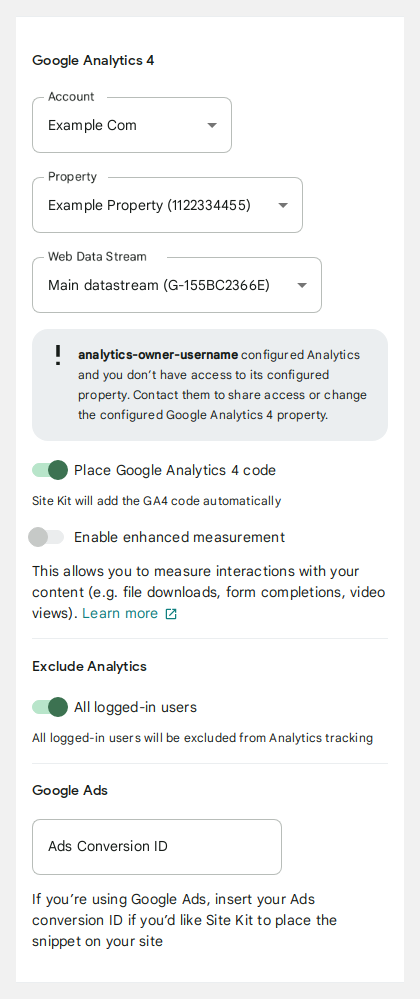 Google Analytics 4
Account
Example Com
Property
Example Property (1122334455)
Web Data Stream
Main datastream (G-155BC2366E)
analytics-owner-username configured Analytics
and you don’t have access to its configured
property. Contact them to share access or change
the configured Google Analytics 4 property.
Place Google Analytics 4 code
Site Kit will add the GA4 code automatically
Enable enhanced measurement
This allows you to measure interactions with your
content (e.g. file downloads, form completions, video
views). Learn more
Exclude Analytics
All logged-in users
All logged-in users will be excluded from Analytics tracking
Google Ads
Ads Conversion ID
If you’re using Google Ads, insert your Ads
conversion ID if you’d like Site Kit to place the
snippet on your site